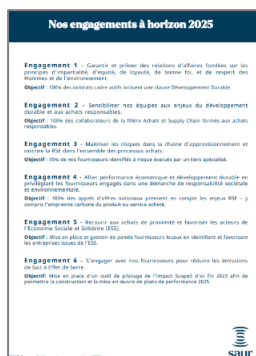 Nos engagements à horizon 2025
Engagement 1 - Garantir et prôner des relations d'affaires fondées sur les
principes d'impartialité, d'équité, de loyauté, de bonne foi, et de respect des
Hommes et de l'environnement.
Objectif : 100% des contrats cadre actifs incluent une clause Développement Durable.
Engagement 2 - Sensibiliser nos équipes aux enjeux du développement
durable et aux achats responsables.
Objectif : 100% des collaborateurs de la filière Achats et Supply Chain formés aux achats
responsables.
Engagement 3 - Maîtriser les risques dans la chaîne d'approvisionnement et
inscrire la RSE dans l'ensemble des processus achats.
Objectif : 95% de nos fournisseurs identifiés à risque évalués par un tiers spécialisé.
Engagement 4 - Allier performance économique et développement durable en
privilégiant les fournisseurs engagés dans une démarche de responsabilité sociétale
et environnementale.
Objectif : 100% des appels d'offres nationaux prennent en compte les enjeux RSE – y
compris l'empreinte carbone du produit ou service acheté.
Engagement 5 - Recourir aux achats de proximité et favoriser les acteurs de
l'Economie Sociale et Solidaire (ESS).
Objectif : Mise en place et gestion de panels fournisseurs locaux en identifiant et favorisant
les entreprises issues de l'ESS.
Engagement 6 – S'engager avec nos fournisseurs pour réduire les émissions
de Gaz à Effet de Serre.
Objectif : Mise en place d'un outil de pilotage de l'impact Scope3 d'ici fin 2023 afin de
permettre la construction et la mise en œuvre de plans de performance 2025.
saur